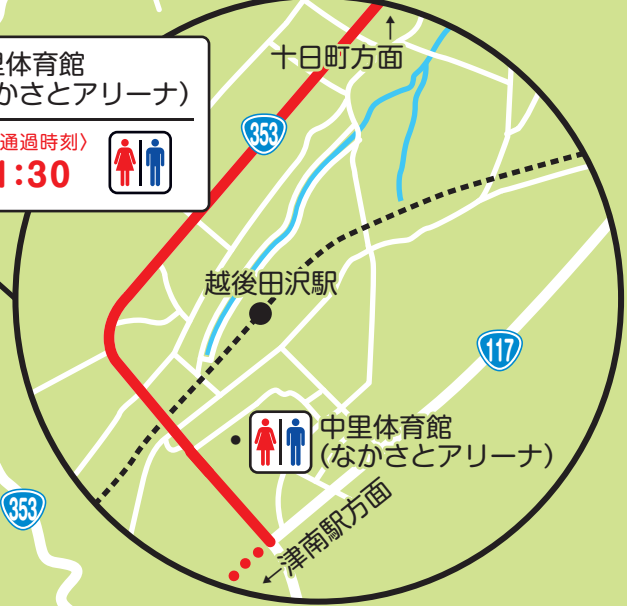 里体育館
かさとアリーナ）
通過時刻〉
1:30
↑
十日町方面
353
越後田沢駅
117
中里体育館
（なかさとアリーナ）
353
←津南駅方面